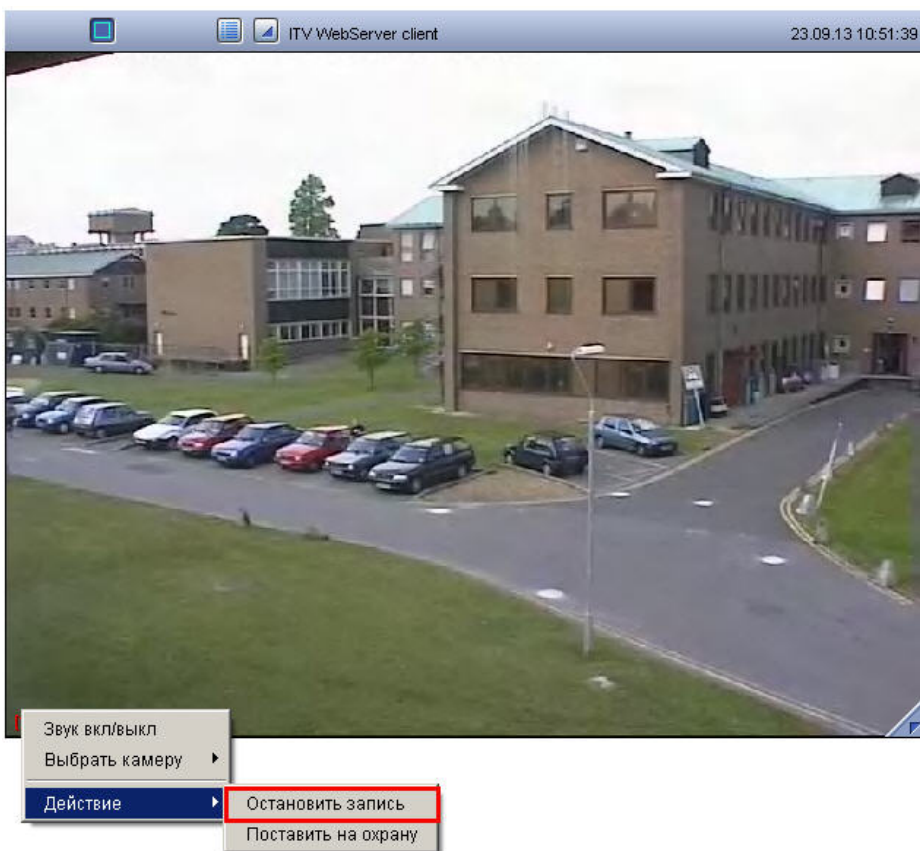 ITV WebServer client
23.09.13 10:51:39
Звук вкл/выкл
Выбрать камеру
Действие
Остановить запись
Поставить на охрану